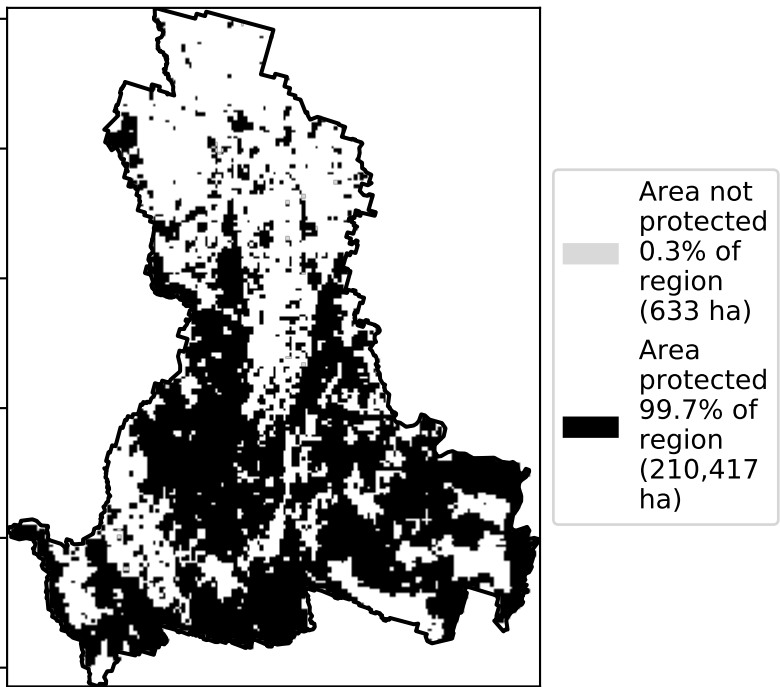 Area not
protected
0.3% of
region
(633 ha)
Area
protected
99.7% of
region
(210,417
ha)